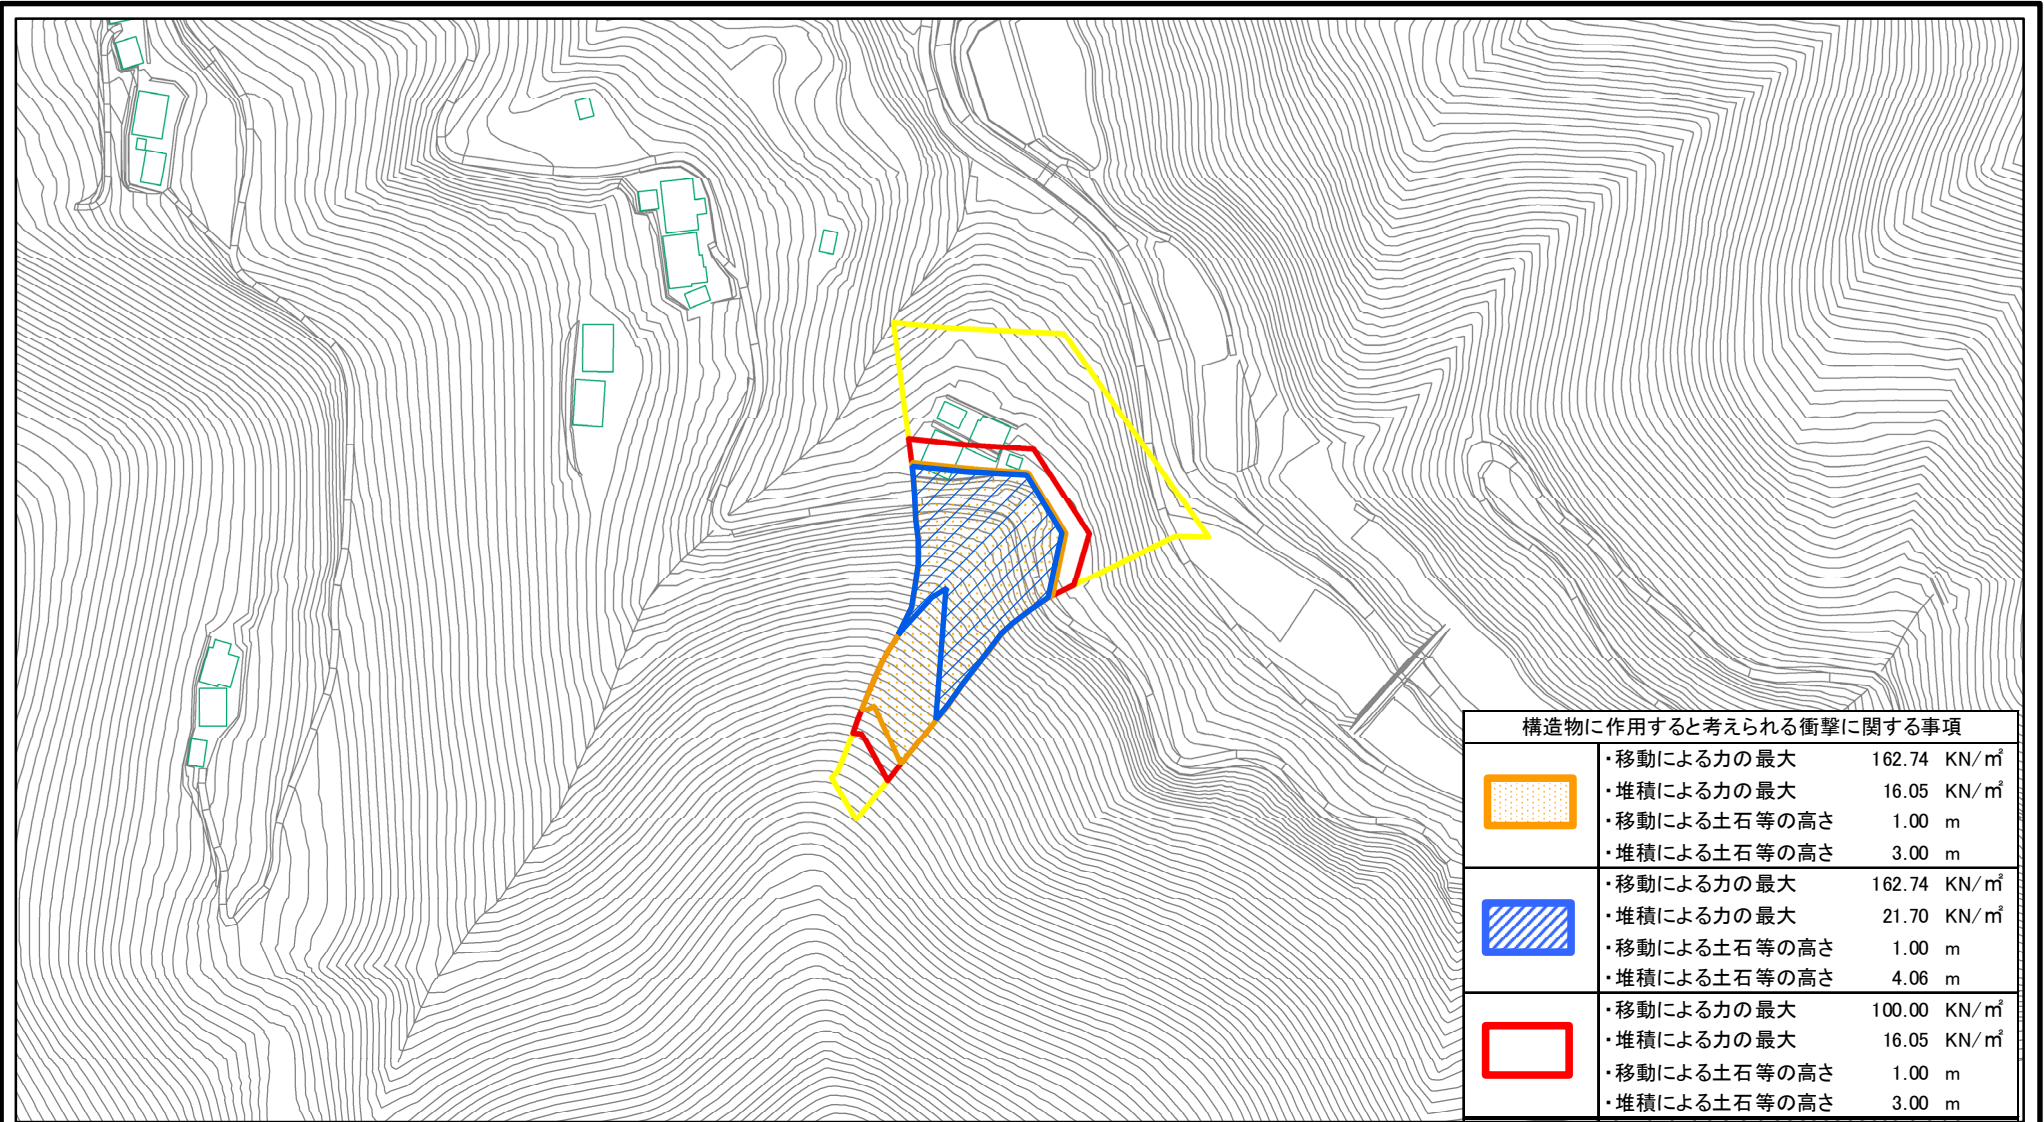 構造物に作用すると考えられる衝撃に関する事項
・移動による力の最大 162.74 KN/㎡
・堆積による力の最大 16.05 KN/㎡
・移動による土石等の高さ 1.00 m
・堆積による土石等の高さ 3.00 m
・移動による力の最大 162.74 KN/㎡
・堆積による力の最大 21.70 KN/㎡
・移動による土石等の高さ 1.00 m
・堆積による土石等の高さ 4.06 m
・移動による力の最大 100.00 KN/㎡
・堆積による力の最大 16.05 KN/㎡
・移動による土石等の高さ 1.00 m
・堆積による土石等の高さ 3.00 m